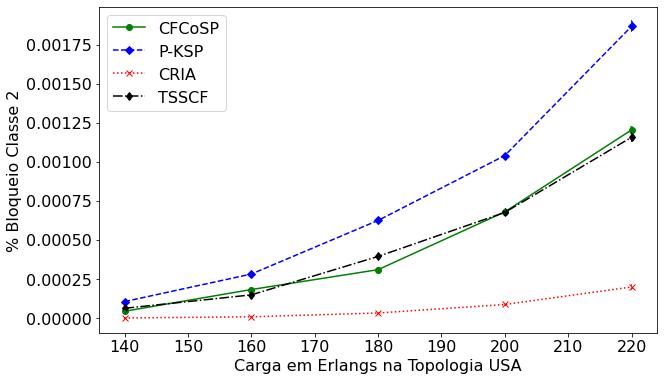 CFCoSP
P-KSP
CRIA
TSSCF
0.00175
0.00150
0.00125
0.00100
0.00075
0.00050
0.00025
0.00000
% Bloqueio Classe 2
140 150 160 170 180 190 200 210 220
Carga em Erlangs na Topologia USA